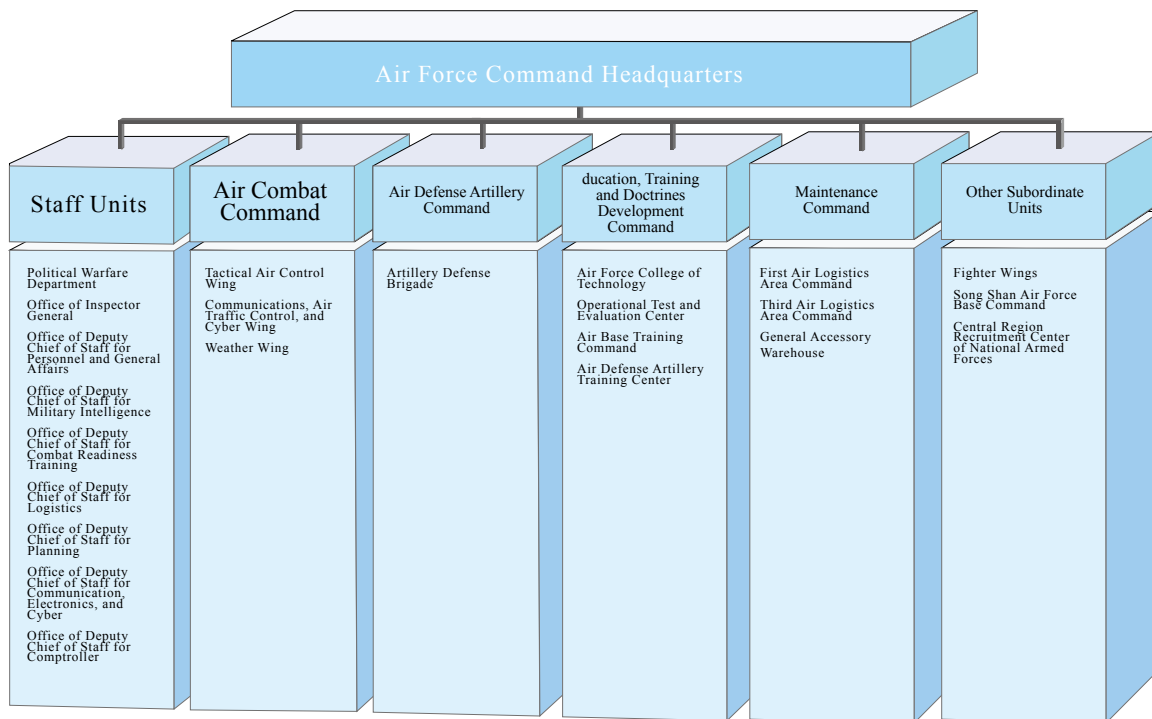 Air Force Command Headquarters
Staff Units
Political Warfare
Department
Office of Inspector
General
Office of Deputy
Chief of Staff for
Personnel and General
Affairs
Office of Deputy
Chief of Staff for
Military Intelligence
Office of Deputy
Chief of Staff for
Combat Readiness
Training
Office of Deputy
Chief of Staff for
Logistics
Office of Deputy
Chief of Staff for
Planning
Office of Deputy
Chief of Staff for
Communication,
Electronics, and
Cyber
Office of Deputy
Chief of Staff for
Comptroller
Air Combat
Command
Tactical Air Control
Wing
Communications, Air
Traffic Control, and
Cyber Wing
Weather Wing
Air Defense Artillery
Command
Artillery Defense
Brigade
ducation, Training
and Doctrines
Development
Command
Air Force College of
Technology
Operational Test and
Evaluation Center
Air Base Training
Command
Air Defense Artillery
Training Center
Maintenance
Command
First Air Logistics
Area Command
Third Air Logistics
Area Command
General Accessory
Warehouse
Other Subordinate
Units
Fighter Wings
Song Shan Air Force
Base Command
Central Region
Recruitment Center
of National Armed
Forces